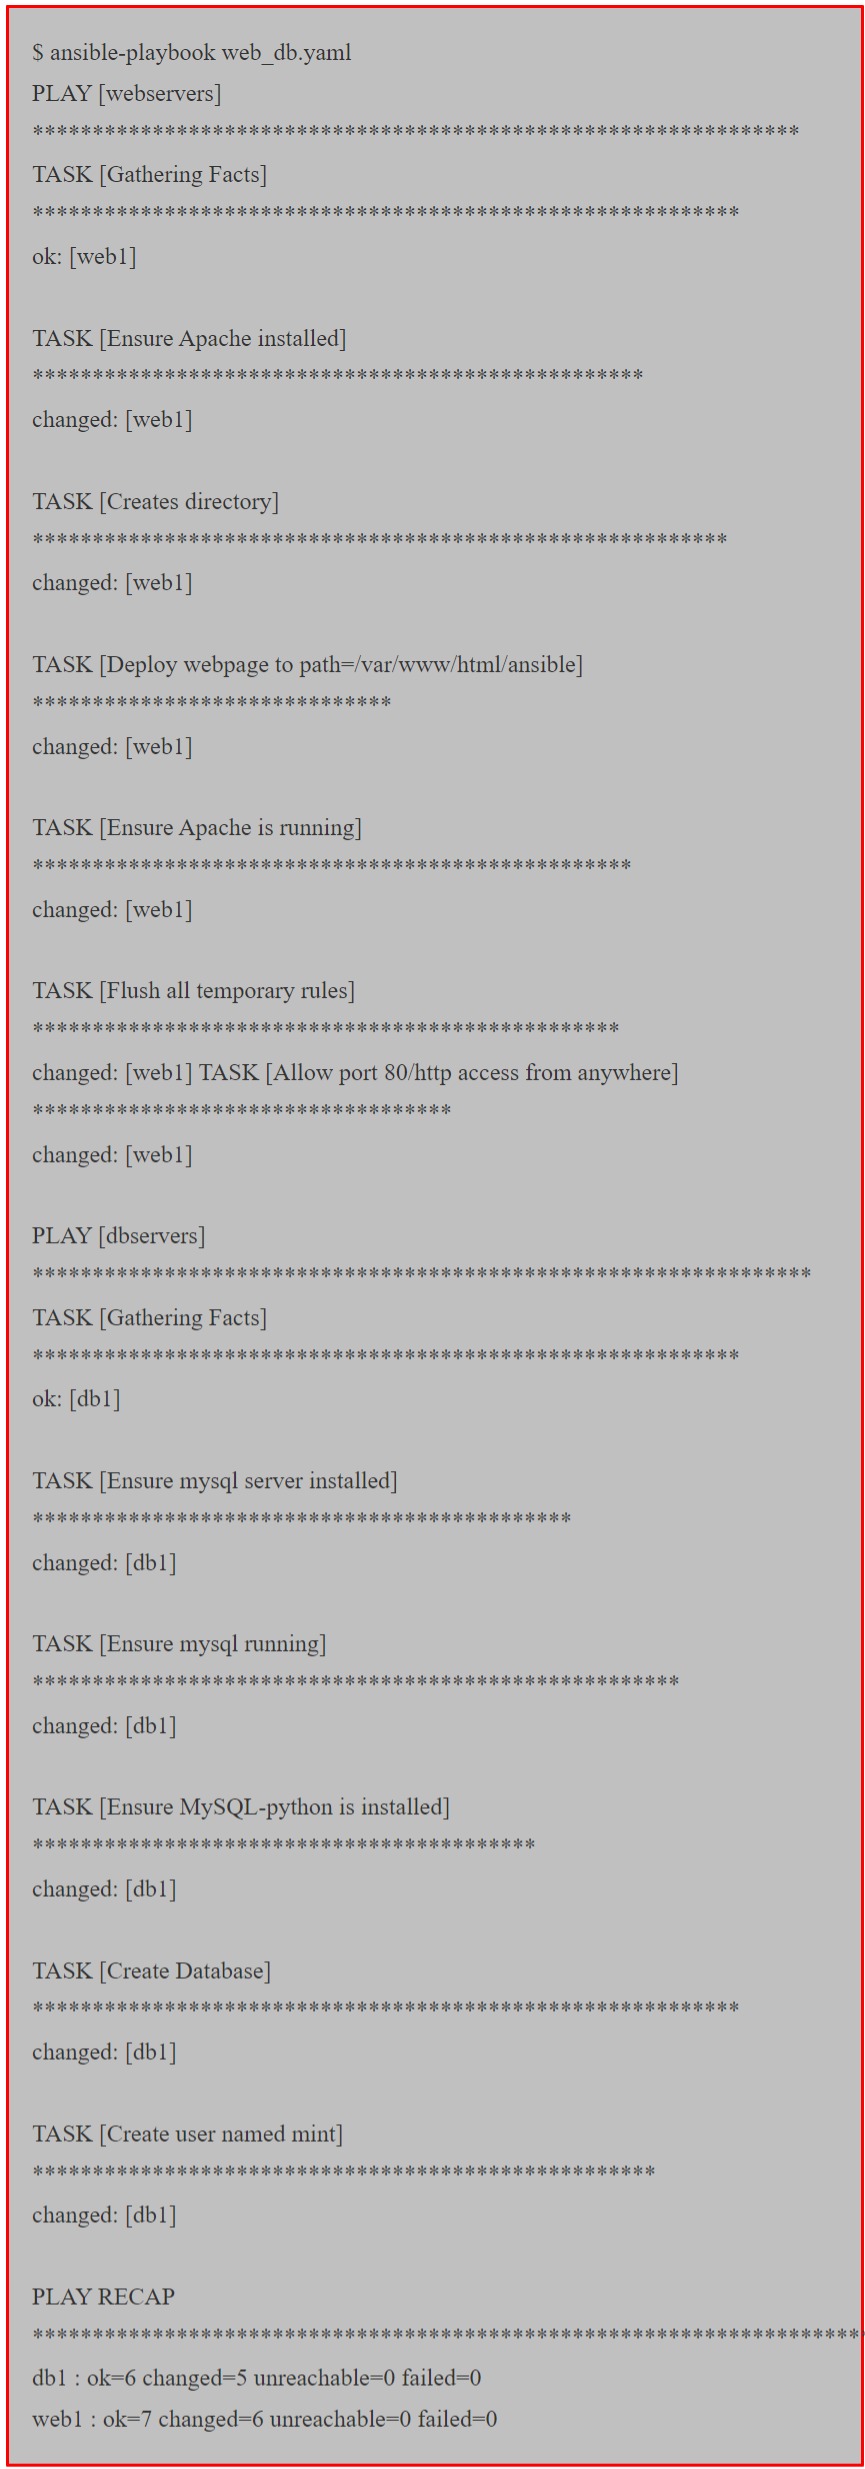 $ ansible-playbook web_db.yaml
PLAY [webservers]
****************************************************************
TASK [Gathering Facts]
***********************************************************
ok: [web1]
TASK [Ensure Apache installed]
***************************************************
changed: [web1]
TASK [Creates directory]
**********************************************************
changed: [web1]
TASK [Deploy webpage to path=/var/www/html/ansible]
******************************
changed: [web1]
TASK [Ensure Apache is running]
**************************************************
changed: [web1]
TASK [Flush all temporary rules]
*************************************************
changed: [web1] TASK [Allow port 80/http access from anywhere]
***********************************
changed: [web1]
PLAY [dbservers]
*****************************************************************
TASK [Gathering Facts]
***********************************************************
ok: [db1]
TASK [Ensure mysql server installed]
*********************************************
changed: [db1]
TASK [Ensure mysql running]
******************************************************
changed: [db1]
TASK [Ensure MySQL-python is installed]
******************************************
changed: [db1]
TASK [Create Database]
***********************************************************
changed: [db1]
TASK [Create user named mint]
****************************************************
changed: [db1]
PLAY RECAP
*********************************************************************
db1 : ok=6 changed=5 unreachable=0 failed=0
web1 : ok=7 changed=6 unreachable=0 failed=0